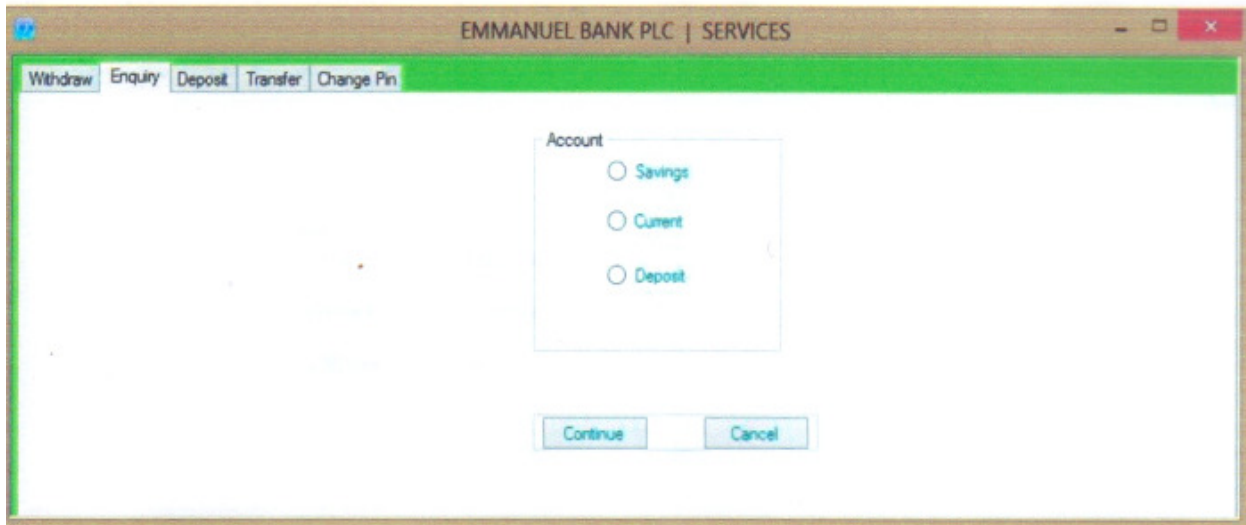 EMMANUEL BANK PLC | SERVICES
Withdraw Enquiry Deposit Transfer Change Pin
Account
Savings
Current
Deposit
Continue Cancel